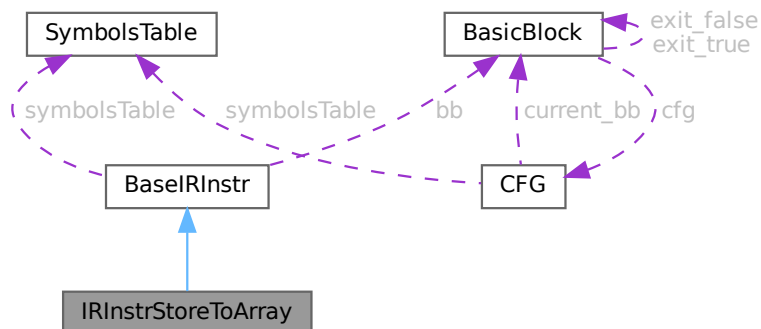 SymbolsTable
BasicBlock
exit_false
exit_true
symbolsTable
symbolsTable
bb
current_bb
cfg
BaseIRInstr
CFG
IRInstrStoreToArray